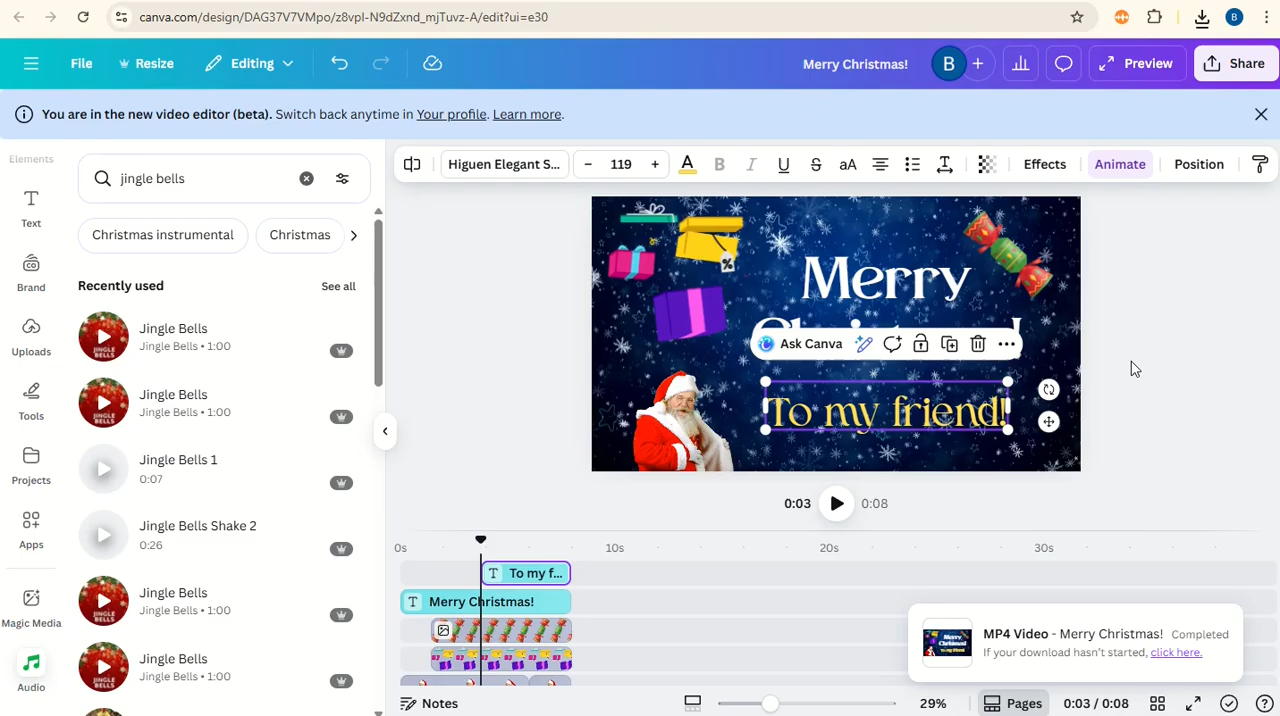 canva.com/design/DAG37V7VMpo/z8vpI-N9dZxnd_mjTuvz-A/edit?ui=e30
B
File
Resize
Editing
Merry Christmas!
B
Preview
Share
You are in the new video editor (beta). Switch back anytime in Your profile. Learn more.
Elements
Text
Brand
Uploads
Tools
Projects
Apps
Magic Media
Audio
jingle bells
Christmas instrumental
Christmas
Recently used
See all
Jingle Bells
Jingle Bells • 1:00
Jingle Bells
Jingle Bells • 1:00
Jingle Bells 1
0:07
Jingle Bells Shake 2
0:26
Jingle Bells
Jingle Bells • 1:00
Jingle Bells
Jingle Bells • 1:00
Higuen Elegant S...
119
A
B
I
U
S
aA
T
Effects
Animate
Position
Merry
Ask Canva
To my friend!
0:03
0:08
0s
10s
20s
30s
T To my f...
T Merry Christmas!
MP4 Video - Merry Christmas! Completed
If your download hasn't started, click here.
Notes
29%
Pages
0:03 / 0:08